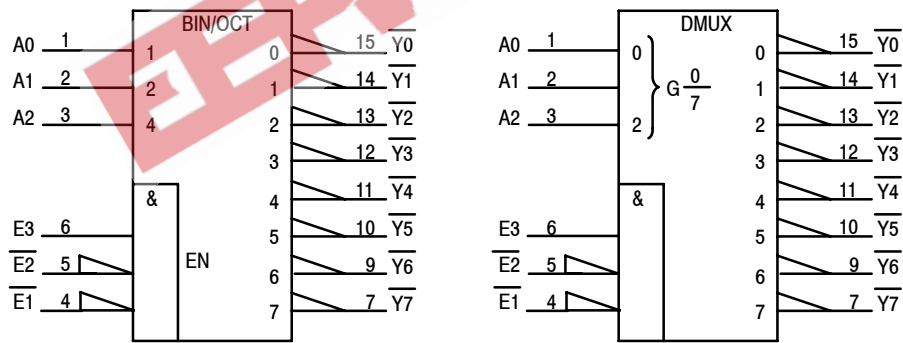 BIN/OCT
A0 1 1 0 15 Y0
A1 2 2 1 14 Y1
A2 3 4 2 13 Y2
3 12 Y3
& 4 11 Y4
E3 6 5 10 Y5
E2 5 EN 6 9 Y6
E1 4 7 7 Y7
DMUX
A0 1 0 0 15 Y0
A1 2 G 0/7 1 14 Y1
A2 3 2 2 13 Y2
3 12 Y3
& 4 11 Y4
E3 6 5 10 Y5
E2 5 6 9 Y6
E1 4 7 7 Y7